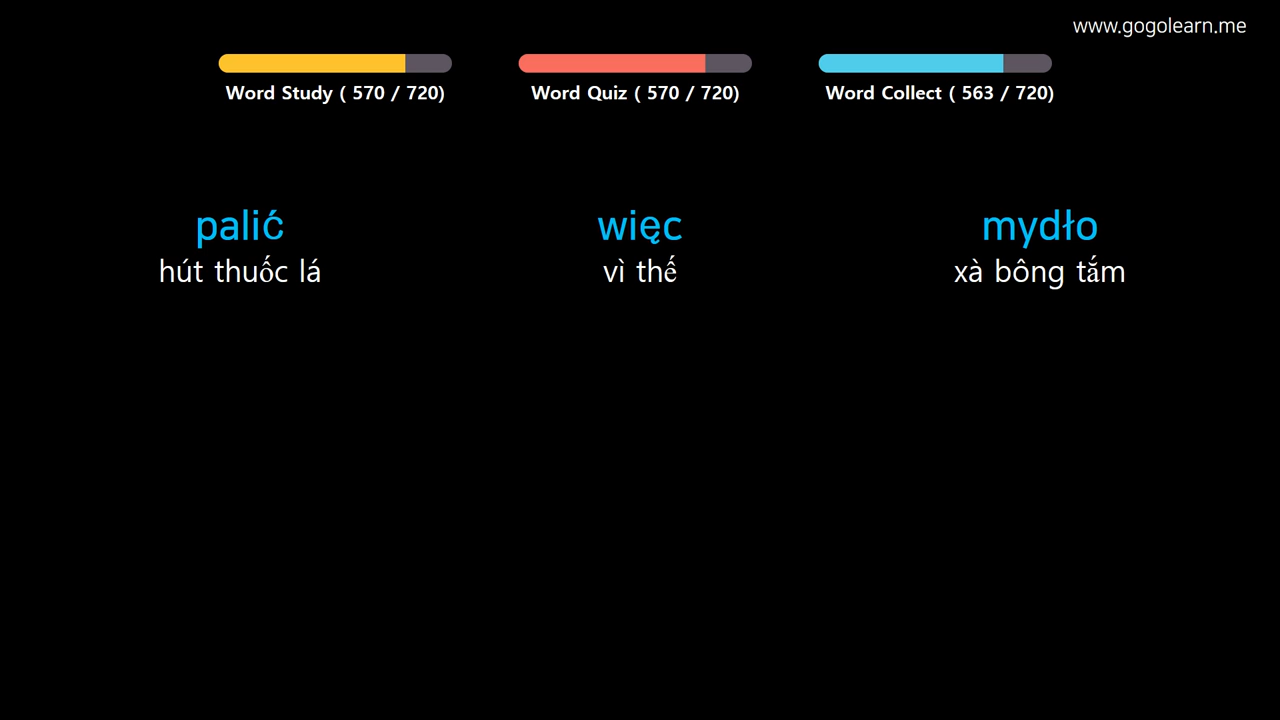 www.gogolearn.me
Word Study ( 570 / 720)
Word Quiz ( 570 / 720)
Word Collect ( 563 / 720)
palić
hút thuốc lá
więc
vì thế
mydło
xà bông tắm